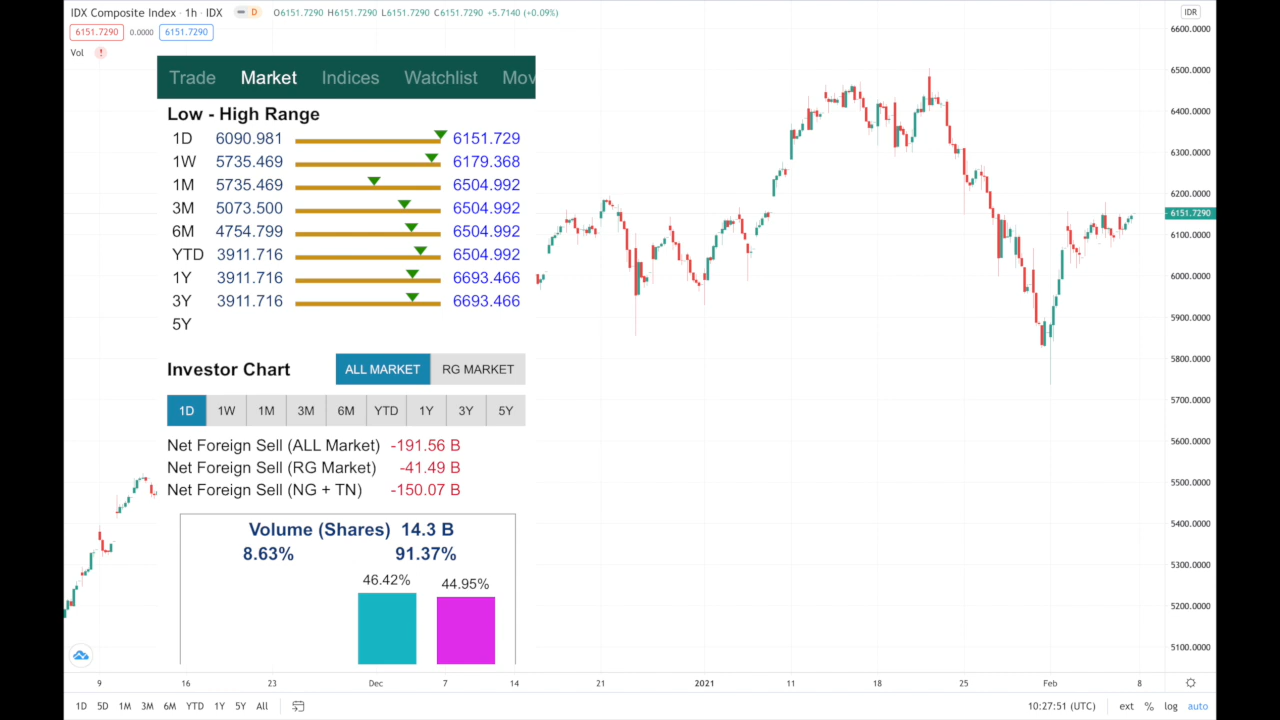 IDX Composite Index · 1h · IDX D O6151.7290 H6151.7290 L6151.7290 C6151.7290 +5.7140 (+0.09%)
IDR
6151.7290 0.0000 6151.7290
Vol !
Trade Market Indices Watchlist Mov
Low - High Range
1D 6090.981 6151.729
1W 5735.469 6179.368
1M 5735.469 6504.992
3M 5073.500 6504.992
6M 4754.799 6504.992
YTD 3911.716 6504.992
1Y 3911.716 6693.466
3Y 3911.716 6693.466
5Y
Investor Chart ALL MARKET RG MARKET
1D 1W 1M 3M 6M YTD 1Y 3Y 5Y
Net Foreign Sell (ALL Market) -191.56 B
Net Foreign Sell (RG Market) -41.49 B
Net Foreign Sell (NG + TN) -150.07 B
Volume (Shares) 14.3 B
8.63% 91.37%
46.42% 44.95%
6600.0000
6500.0000
6400.0000
6300.0000
6200.0000
6151.7290
6100.0000
6000.0000
5900.0000
5800.0000
5700.0000
5600.0000
5500.0000
5400.0000
5300.0000
5200.0000
5100.0000
9 16 23 Dec 7 14 21 2021 11 18 25 Feb 8
1D 5D 1M 3M 6M YTD 1Y 5Y All 10:27:51 (UTC) ext % log auto